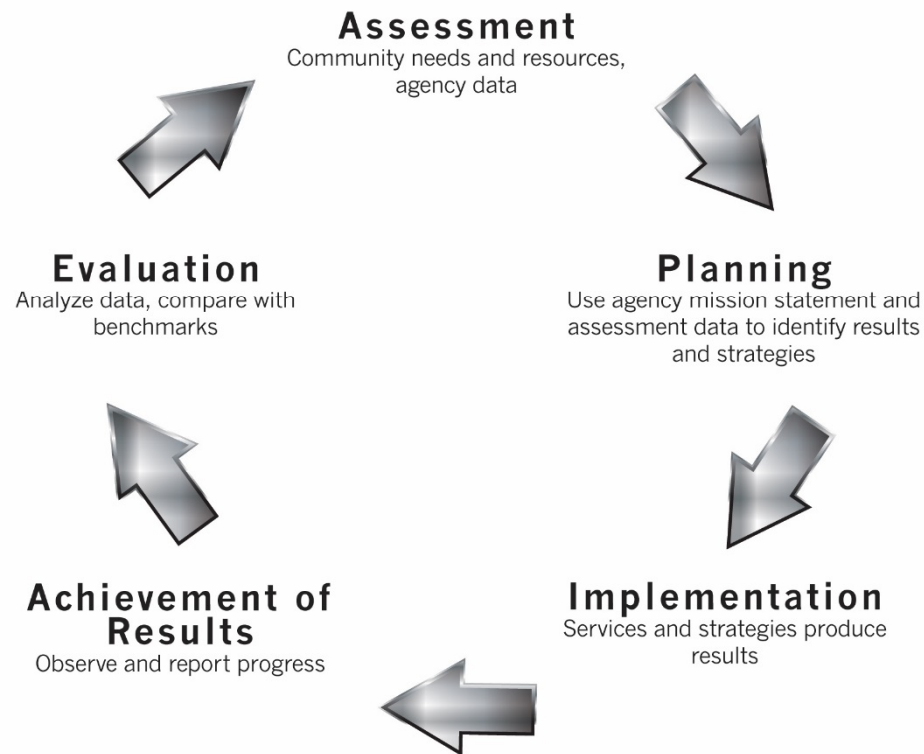 Assessment
Community needs and resources,
agency data
Planning
Use agency mission statement and
assessment data to identify results
and strategies
Implementation
Services and strategies produce
results
Achievement of
Results
Observe and report progress
Evaluation
Analyze data, compare with
benchmarks